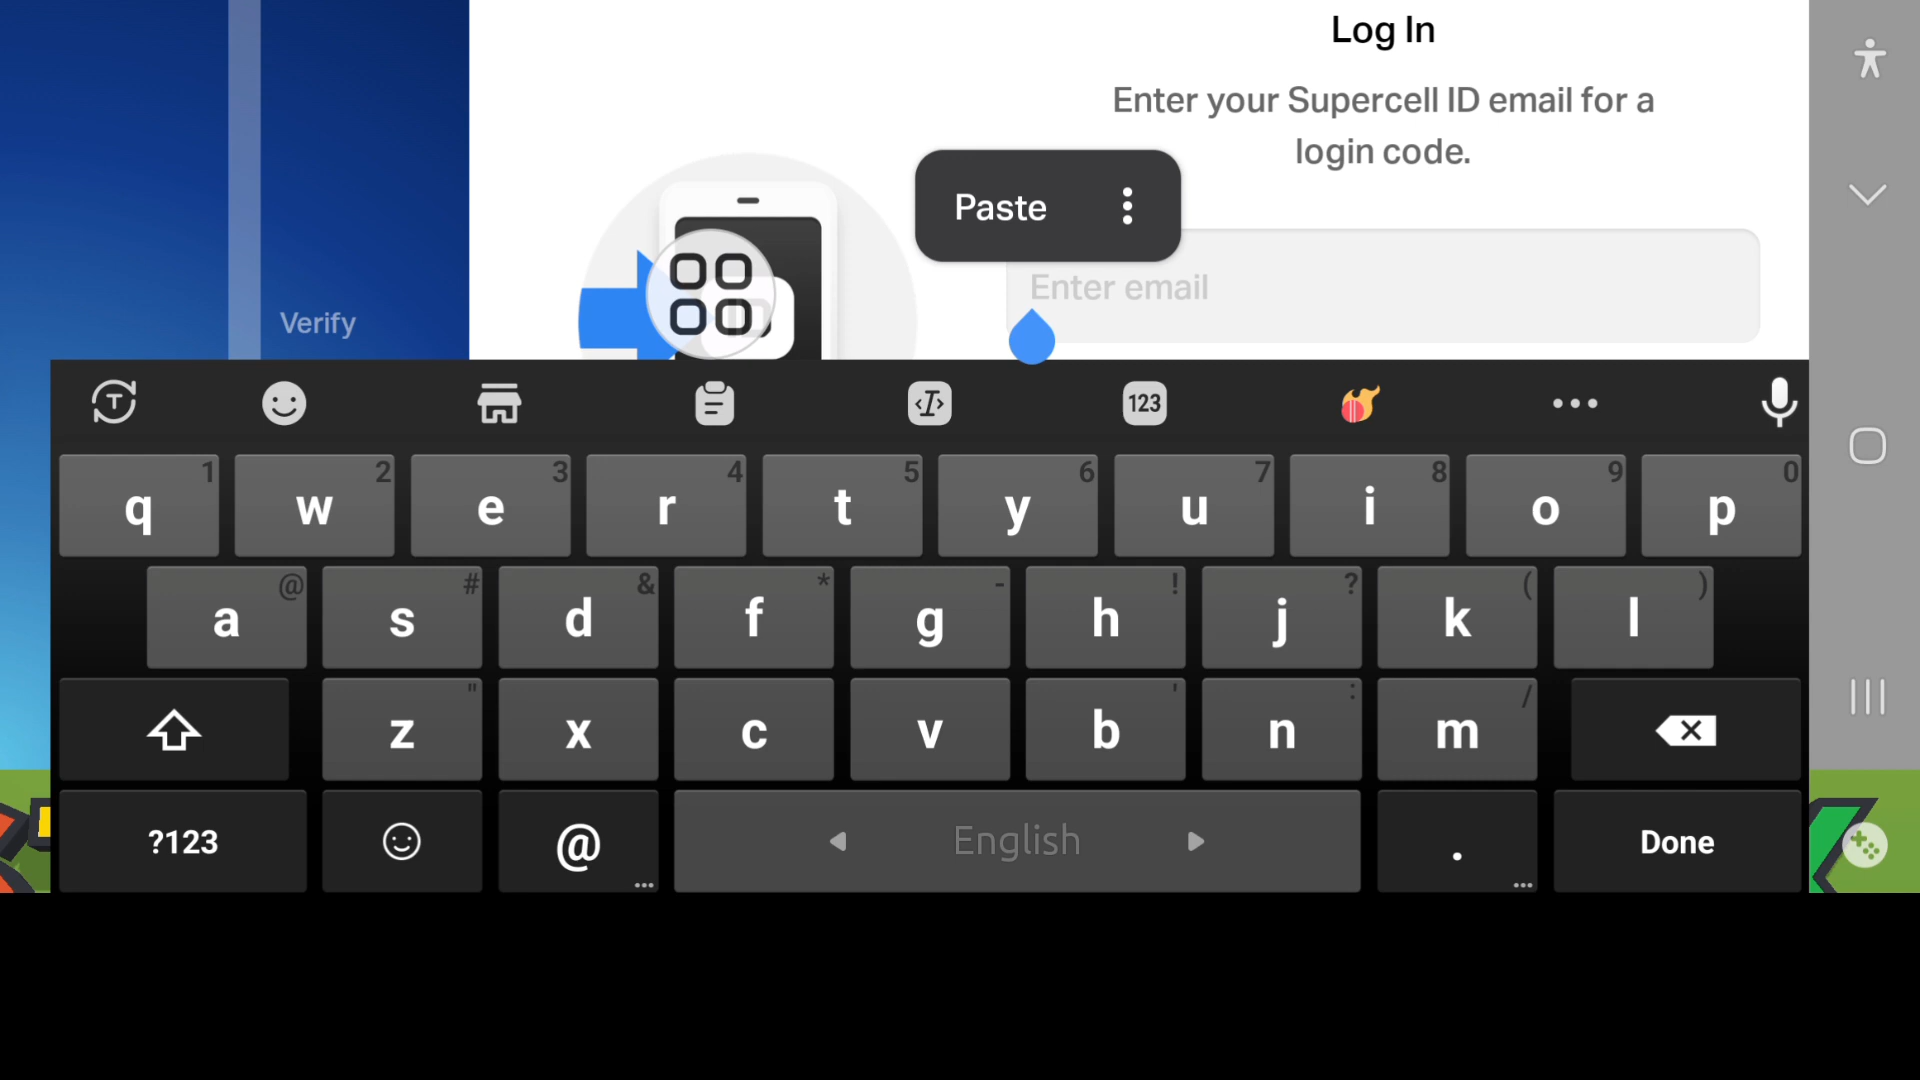 Log In
Enter your Supercell ID email for a
login code.
Paste
Enter email
Verify
T
123
q 1 w 2 e 3 r 4 t 5 y 6 u 7 i 8 o 9 p 0
a @ s # d & f * g - h ! j ? k ( l )
z " x c v b ' n : m /
?123 @ ... English . ... Done